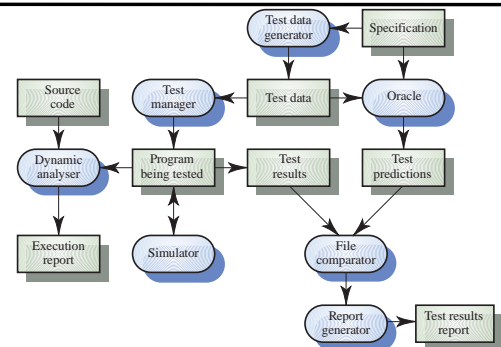 Test data
generator
Specification
Source
code
Test
manager
Test data
Oracle
Dynamic
analyser
Program
being tested
Test
results
Test
predictions
Execution
report
Simulator
File
comparator
Report
generator
Test results
report